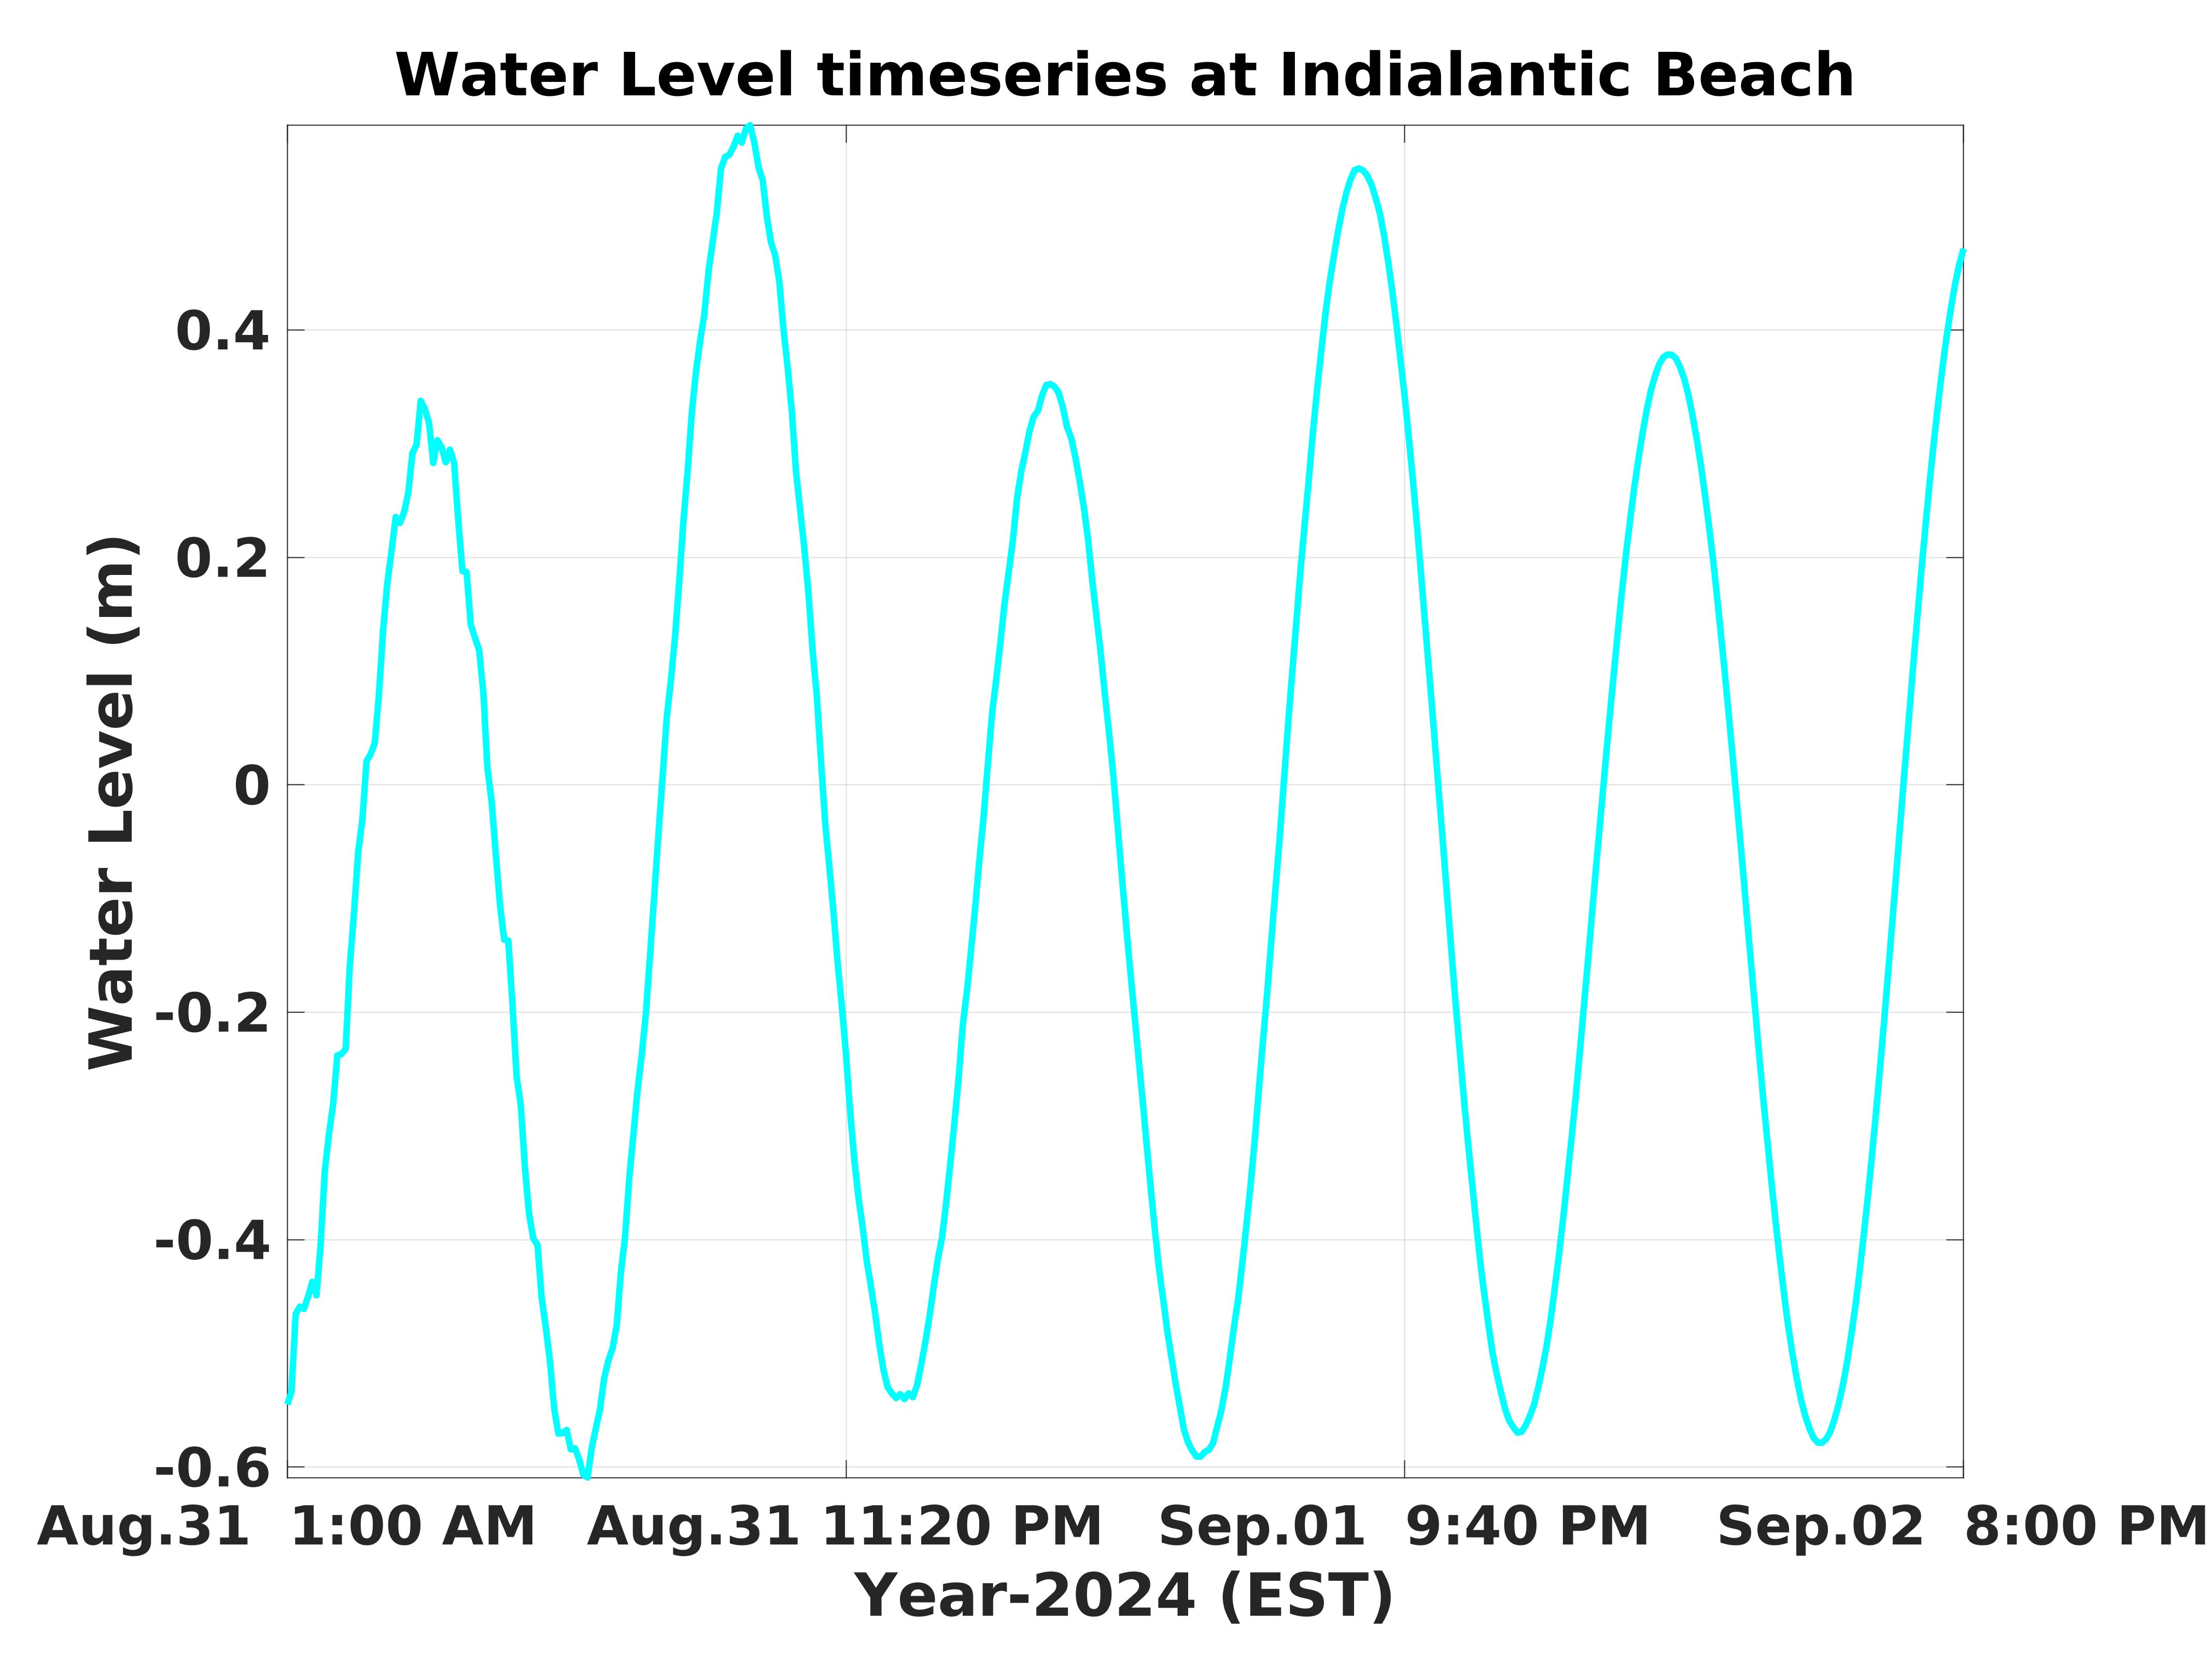 Water Level timeseries at Indialantic Beach
Water Level (m)
0.4
0.2
0
-0.2
-0.4
-0.6
Aug.31 1:00 AM Aug.31 11:20 PM Sep.01 9:40 PM Sep.02 8:00 PM
Year-2024 (EST)